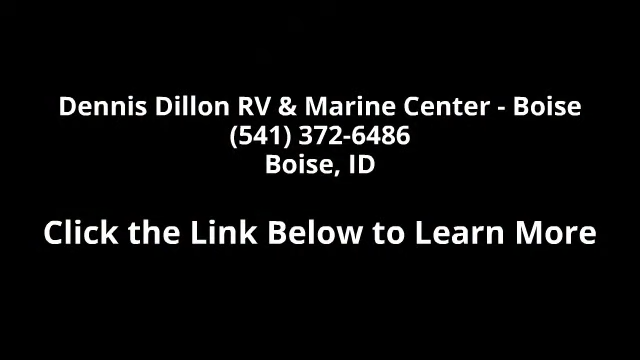 Dennis Dillon RV & Marine Center - Boise
(541) 372-6486
Boise, ID
Click the Link Below to Learn More